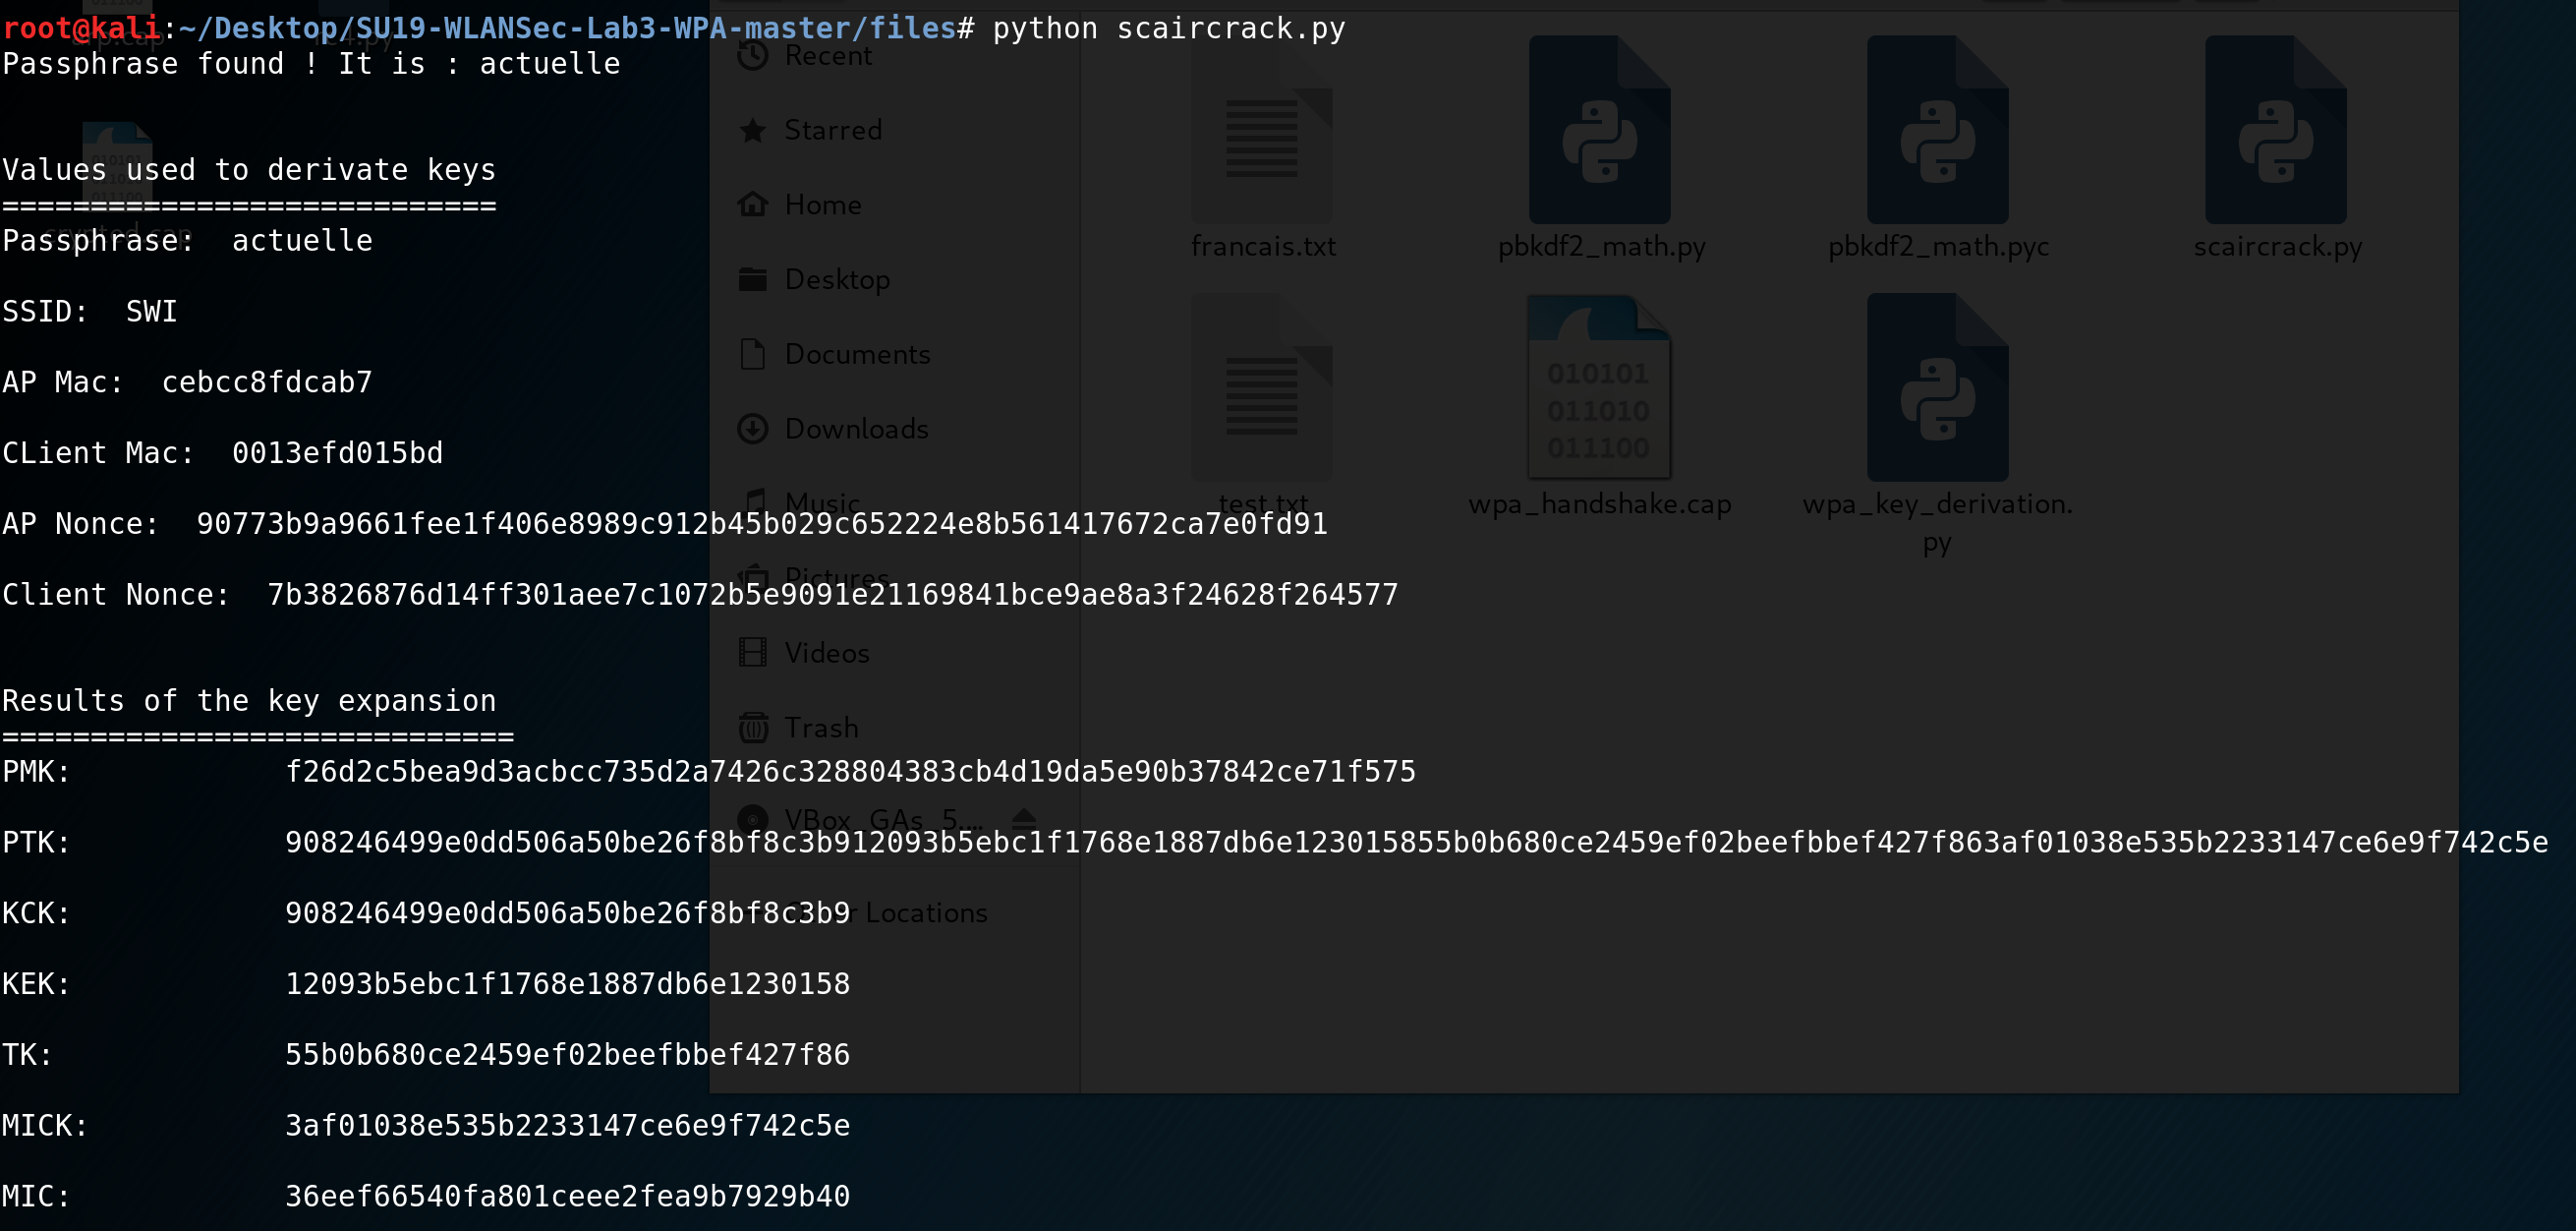 root@kali:~/Desktop/SU19-WLANSec-Lab3-WPA-master/files# python scaircrack.py
Passphrase found ! It is : actuelle
Values used to derivate keys
============================
Passphrase:  actuelle
SSID:  SWI
AP Mac:  cebcc8fdcab7
CLient Mac:  0013efd015bd
AP Nonce:  90773b9a9661fee1f406e8989c912b45b029c652224e8b561417672ca7e0fd91
Client Nonce:  7b3826876d14ff301aee7c1072b5e9091e21169841bce9ae8a3f24628f264577
Results of the key expansion
=============================
PMK: f26d2c5bea9d3acbcc735d2a7426c328804383cb4d19da5e90b37842ce71f575
PTK: 908246499e0dd506a50be26f8bf8c3b912093b5ebc1f1768e1887db6e123015855b0b680ce2459ef02beefbbef427f863af01038e535b2233147ce6e9f742c5e
KCK: 908246499e0dd506a50be26f8bf8c3b9
KEK: 12093b5ebc1f1768e1887db6e1230158
TK: 55b0b680ce2459ef02beefbbef427f86
MICK: 3af01038e535b2233147ce6e9f742c5e
MIC: 36eef66540fa801ceee2fea9b7929b40
arp.cap
crypted.cap
Recent
Starred
Home
Desktop
Documents
Downloads
Music
Pictures
Videos
Trash
VBox_GAs_5....
Locations
francais.txt
pbkdf2_math.py
pbkdf2_math.pyc
scaircrack.py
test.txt
010101
011010
011100
wpa_handshake.cap
wpa_key_derivation.
py